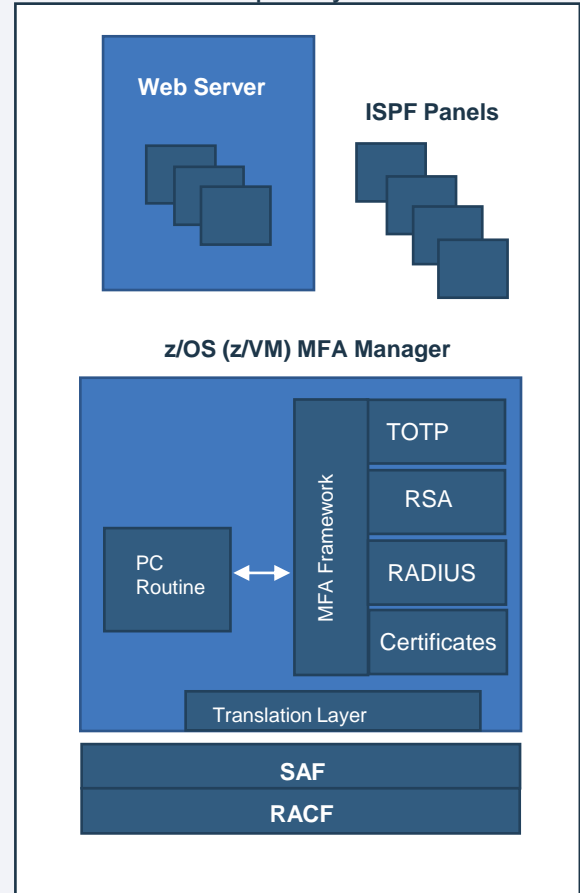 Web Server
ISPF Panels
z/OS (z/VM) MFA Manager
TOTP
RSA
RADIUS
Certificates
MFA Framework
PC
Routine
Translation Layer
SAF
RACF